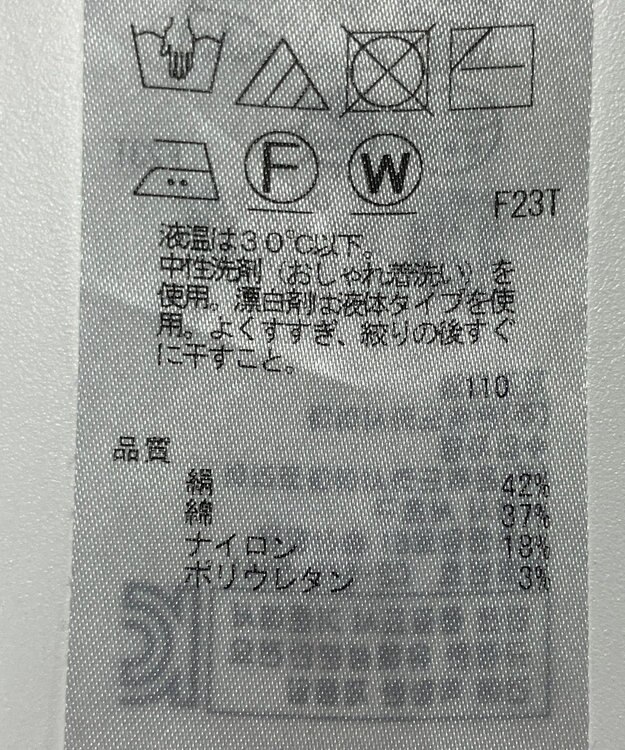 F W
F23T
液温は30℃以下。
中性洗剤（おしゃれ着洗い）を
使用。漂白剤は液体タイプを使
用。よくすすぎ、絞りの後すぐ
に干すこと。
110
品質
絹 42%
綿 37%
ナイロン 18%
ポリウレタン 3%